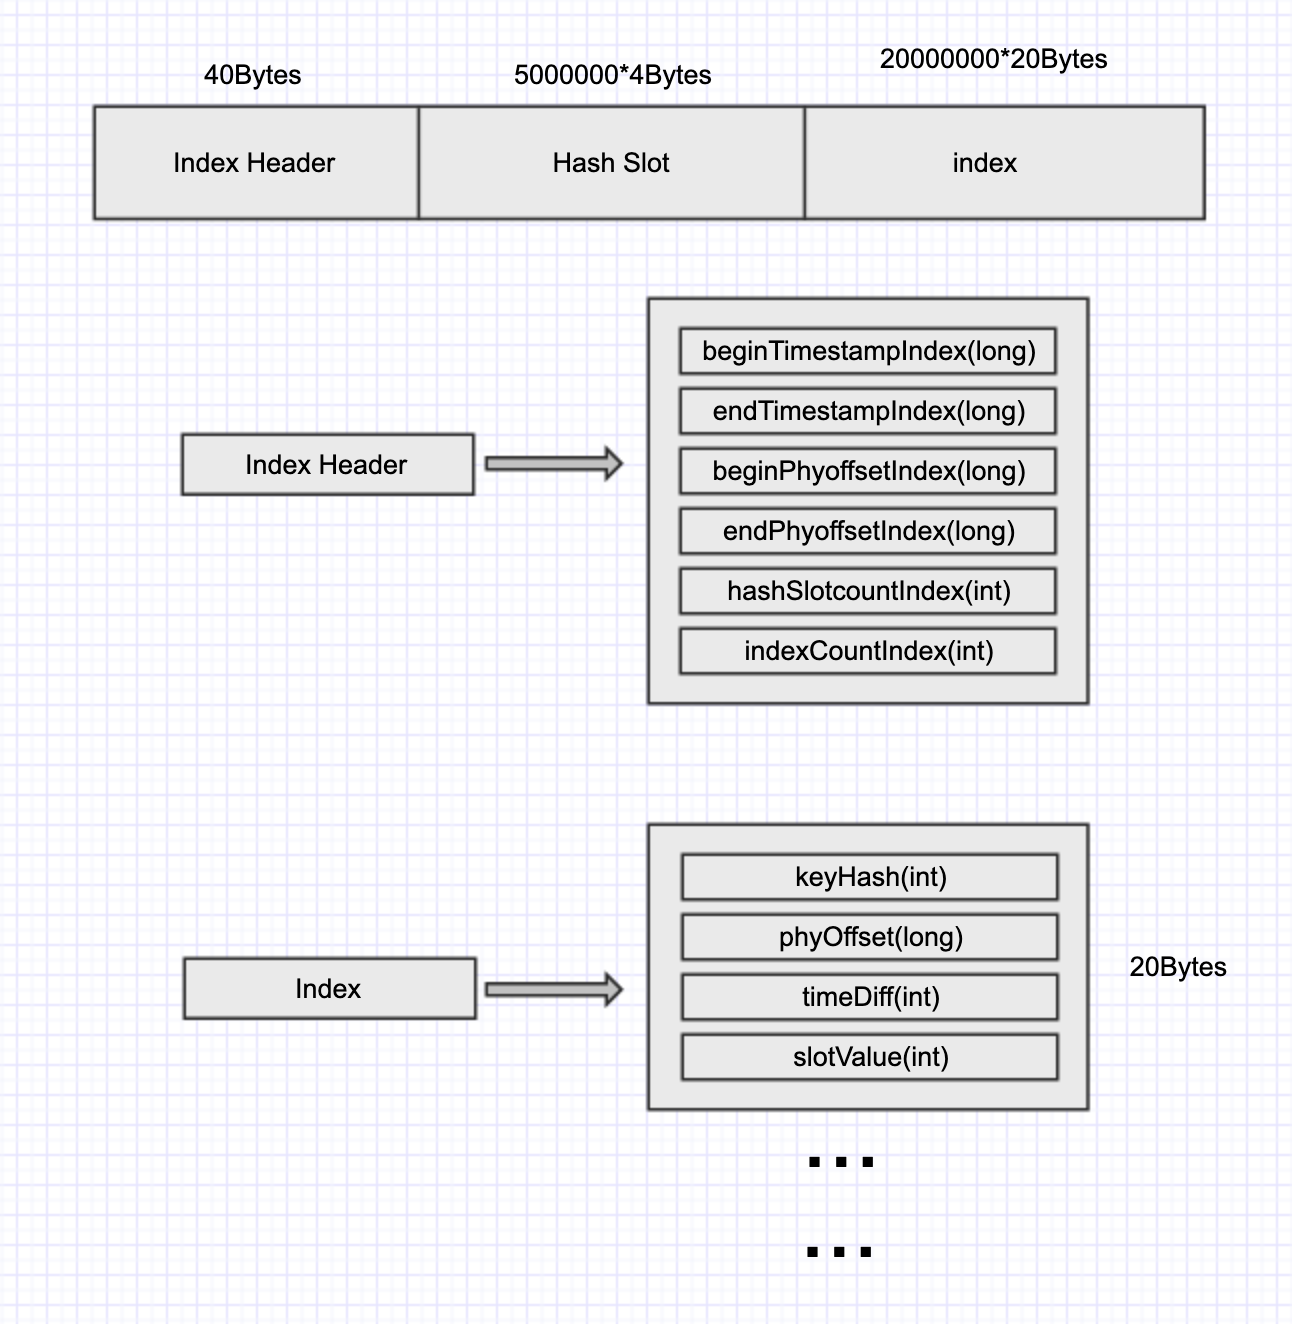 40Bytes
5000000*4Bytes
20000000*20Bytes
Index Header
Hash Slot
index
Index Header
beginTimestampIndex(long)
endTimestampIndex(long)
beginPhyoffsetIndex(long)
endPhyoffsetIndex(long)
hashSlotcountIndex(int)
indexCountIndex(int)
Index
keyHash(int)
phyOffset(long)
timeDiff(int)
slotValue(int)
20Bytes
...
...